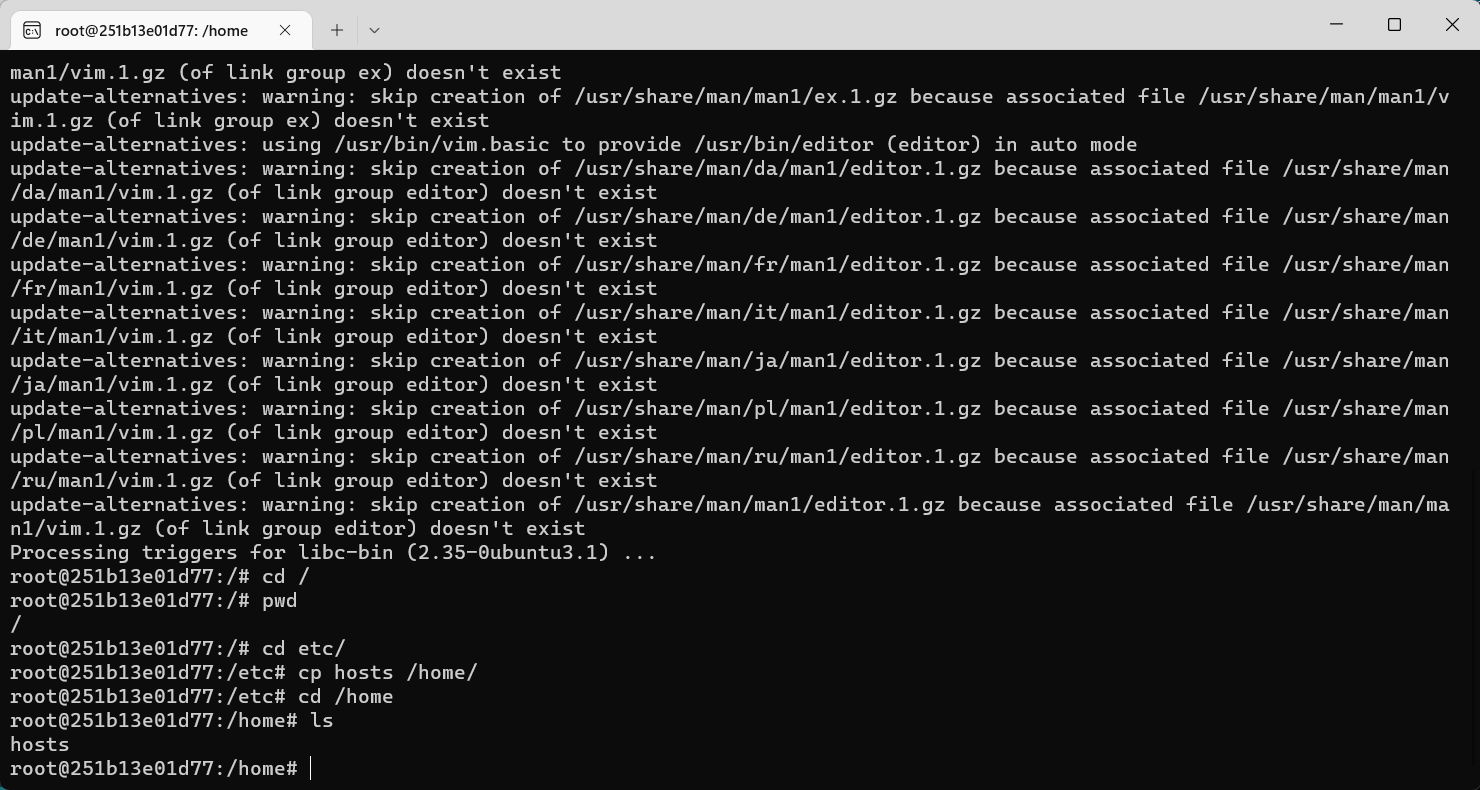 root@251b13e01d77: /home
man1/vim.1.gz (of link group ex) doesn't exist
update-alternatives: warning: skip creation of /usr/share/man/man1/ex.1.gz because associated file /usr/share/man/man1/v
im.1.gz (of link group ex) doesn't exist
update-alternatives: using /usr/bin/vim.basic to provide /usr/bin/editor (editor) in auto mode
update-alternatives: warning: skip creation of /usr/share/man/da/man1/editor.1.gz because associated file /usr/share/man
/da/man1/vim.1.gz (of link group editor) doesn't exist
update-alternatives: warning: skip creation of /usr/share/man/de/man1/editor.1.gz because associated file /usr/share/man
/de/man1/vim.1.gz (of link group editor) doesn't exist
update-alternatives: warning: skip creation of /usr/share/man/fr/man1/editor.1.gz because associated file /usr/share/man
/fr/man1/vim.1.gz (of link group editor) doesn't exist
update-alternatives: warning: skip creation of /usr/share/man/it/man1/editor.1.gz because associated file /usr/share/man
/it/man1/vim.1.gz (of link group editor) doesn't exist
update-alternatives: warning: skip creation of /usr/share/man/ja/man1/editor.1.gz because associated file /usr/share/man
/ja/man1/vim.1.gz (of link group editor) doesn't exist
update-alternatives: warning: skip creation of /usr/share/man/pl/man1/editor.1.gz because associated file /usr/share/man
/pl/man1/vim.1.gz (of link group editor) doesn't exist
update-alternatives: warning: skip creation of /usr/share/man/ru/man1/editor.1.gz because associated file /usr/share/man
/ru/man1/vim.1.gz (of link group editor) doesn't exist
update-alternatives: warning: skip creation of /usr/share/man/man1/editor.1.gz because associated file /usr/share/man/ma
n1/vim.1.gz (of link group editor) doesn't exist
Processing triggers for libc-bin (2.35-0ubuntu3.1) ...
root@251b13e01d77:/# cd /
root@251b13e01d77:/# pwd
/
root@251b13e01d77:/# cd etc/
root@251b13e01d77:/etc# cp hosts /home/
root@251b13e01d77:/etc# cd /home
root@251b13e01d77:/home# ls
hosts
root@251b13e01d77:/home#